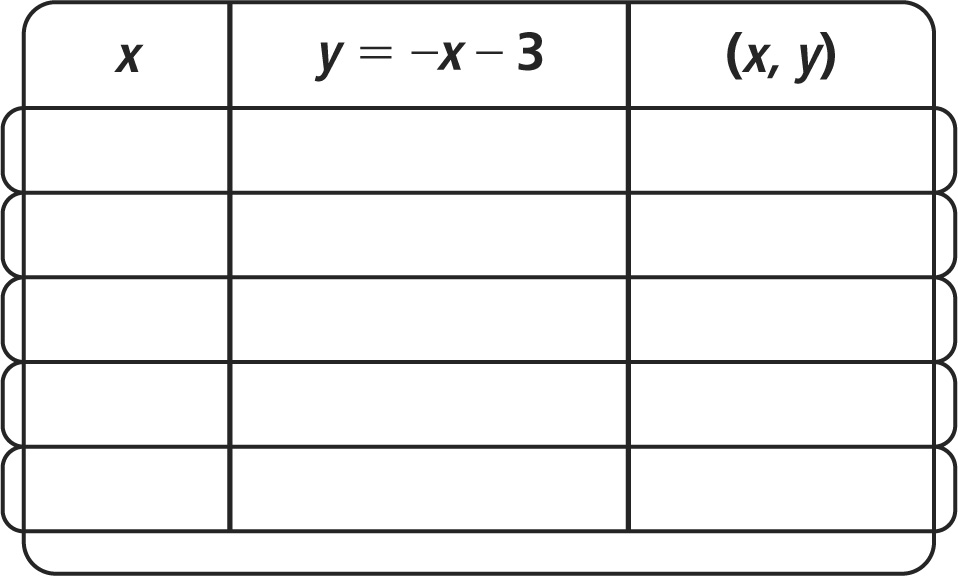 x y = −x − 3 (x, y)